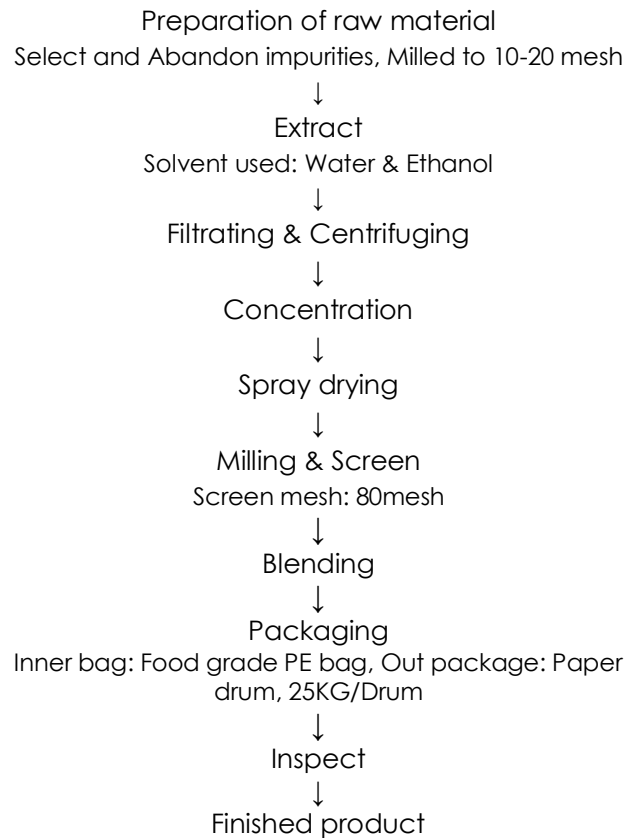 Preparation of raw material
Select and Abandon impurities, Milled to 10-20 mesh
↓
Extract
Solvent used: Water & Ethanol
↓
Filtrating & Centrifuging
↓
Concentration
↓
Spray drying
↓
Milling & Screen
Screen mesh: 80mesh
↓
Blending
↓
Packaging
Inner bag: Food grade PE bag, Out package: Paper
drum, 25KG/Drum
↓
Inspect
↓
Finished product